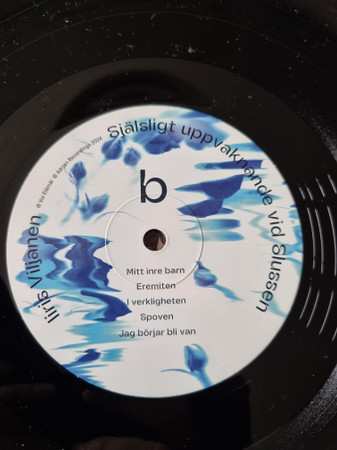 Själsligt uppvaknande vid Slussen
Iiris Viljanen
b
Mitt inre barn
Eremiten
I verkligheten
Spoven
Jag börjar bli van